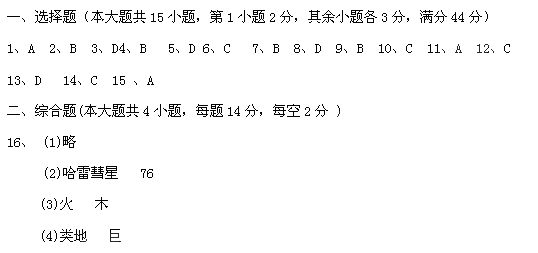 一、选择题（本大题共15小题，第1小题2分，其余小题各3分，满分44分）
1、A 2、B 3、D4、B 5、D 6、C 7、B 8、D 9、B 10、C 11、A 12、C
13、D 14、C 15 、A
二、综合题(本大题共4小题，每题14分，每空2分 )
16、 (1)略
(2)哈雷彗星 76
(3)火 木
(4)类地 巨